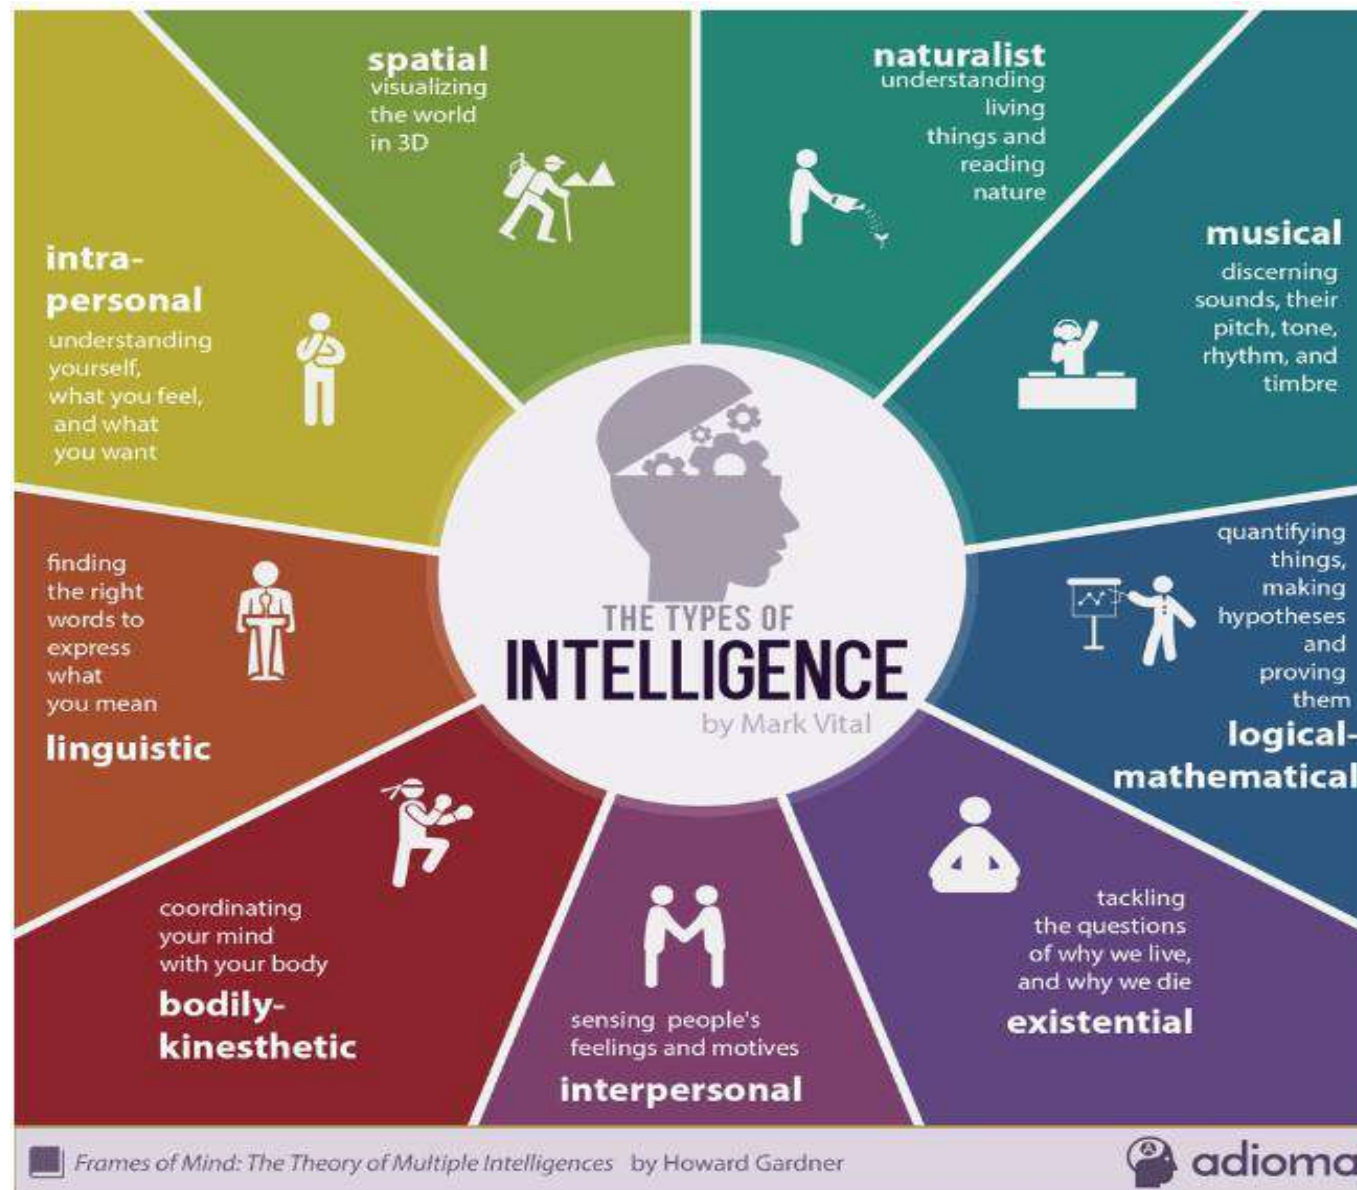 spatial
visualizing
the world
in 3D
naturalist
understanding
living
things and
reading
nature
musical
discerning
sounds, their
pitch, tone,
rhythm, and
timbre
intra-
personal
understanding
yourself,
what you feel,
and what
you want
finding
the right
words to
express
what
you mean
linguistic
THE TYPES OF
INTELLIGENCE
by Mark Vital
quantifying
things,
making
hypotheses
and
proving
them
logical-
mathematical
coordinating
your mind
with your body
bodily-
kinesthetic
sensing people's
feelings and motives
interpersonal
tackling
the questions
of why we live,
and why we die
existential
Frames of Mind: The Theory of Multiple Intelligences by Howard Gardner
adioma